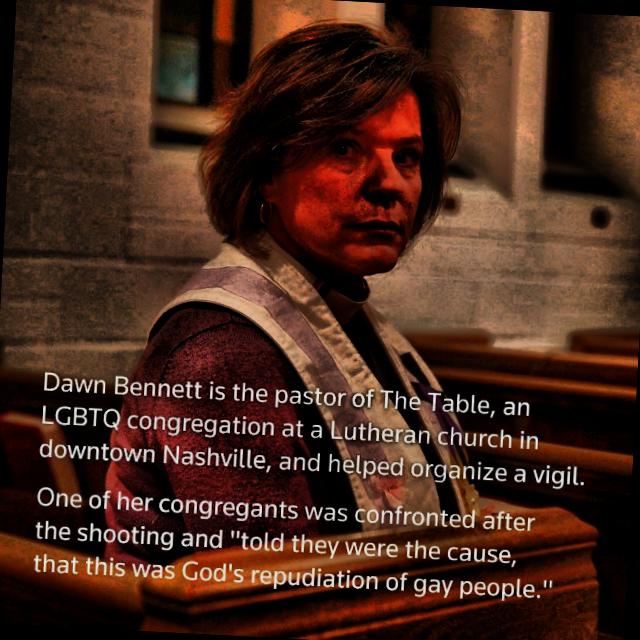 Dawn Bennett is the pastor of The Table, an
LGBTQ congregation at a Lutheran church in
downtown Nashville, and helped organize a vigil.
One of her congregants was confronted after
the shooting and "told they were the cause,
that this was God's repudiation of gay people."